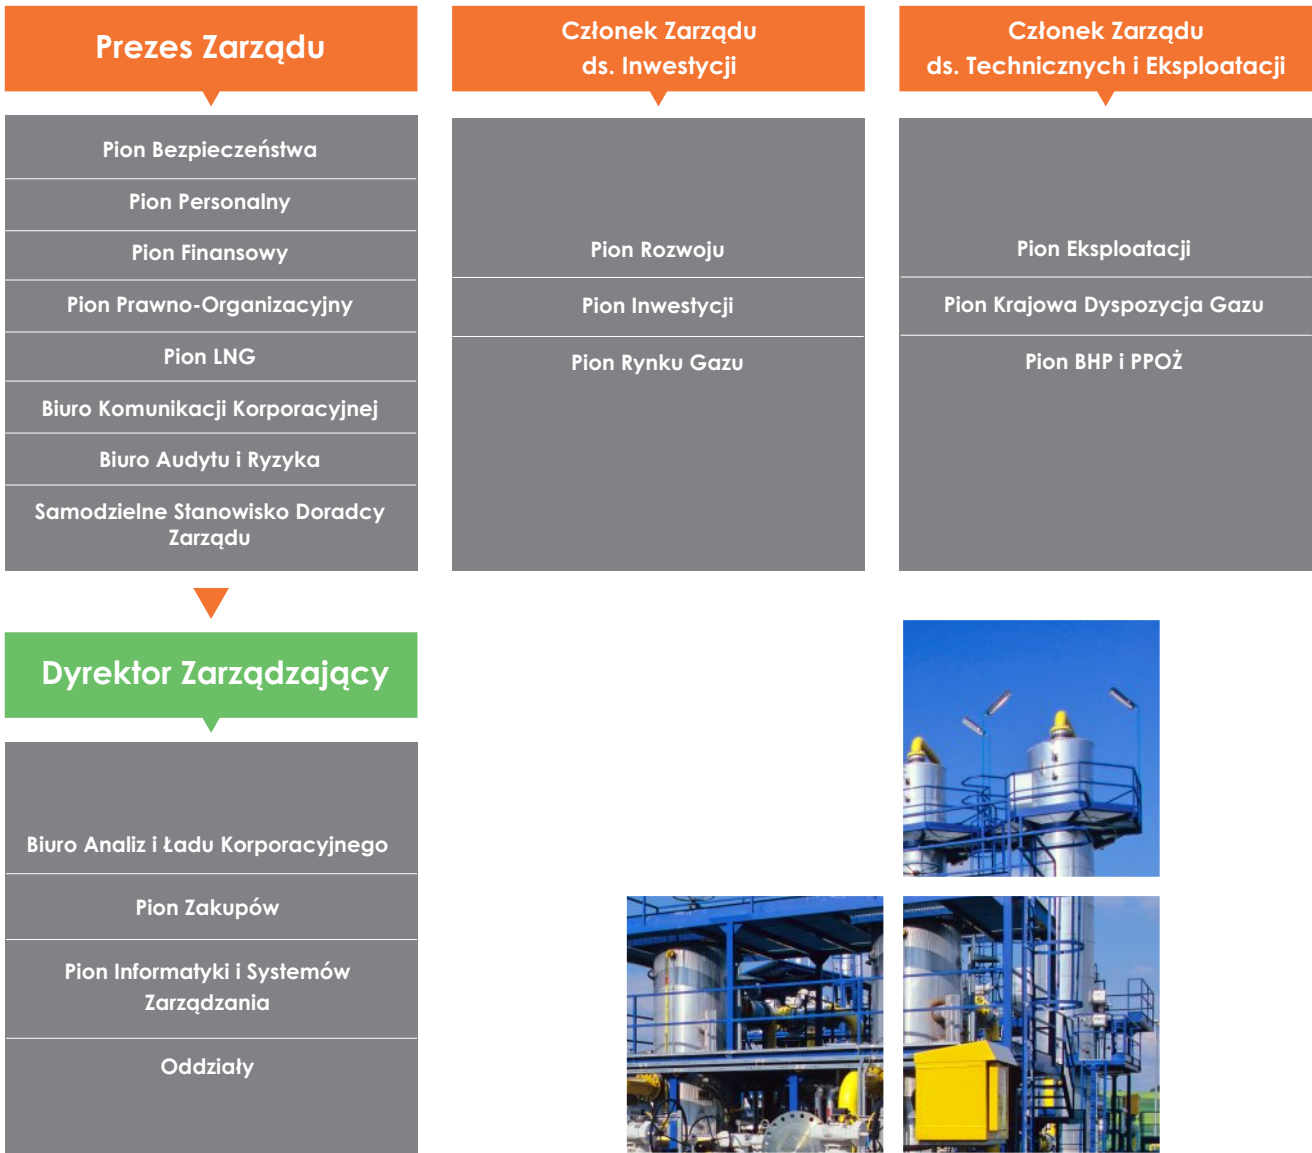 Prezes Zarządu
Pion Bezpieczeństwa
Pion Personalny
Pion Finansowy
Pion Prawno-Organizacyjny
Pion LNG
Biuro Komunikacji Korporacyjnej
Biuro Audytu i Ryzyka
Samodzielne Stanowisko Doradcy
Zarządu
Członek Zarządu
ds. Inwestycji
Pion Rozwoju
Pion Inwestycji
Pion Rynku Gazu
Członek Zarządu
ds. Technicznych i Eksploatacji
Pion Eksploatacji
Pion Krajowa Dyspozycja Gazu
Pion BHP i PPOŻ
Dyrektor Zarządzający
Biuro Analiz i Ładu Korporacyjnego
Pion Zakupów
Pion Informatyki i Systemów
Zarządzania
Oddziały